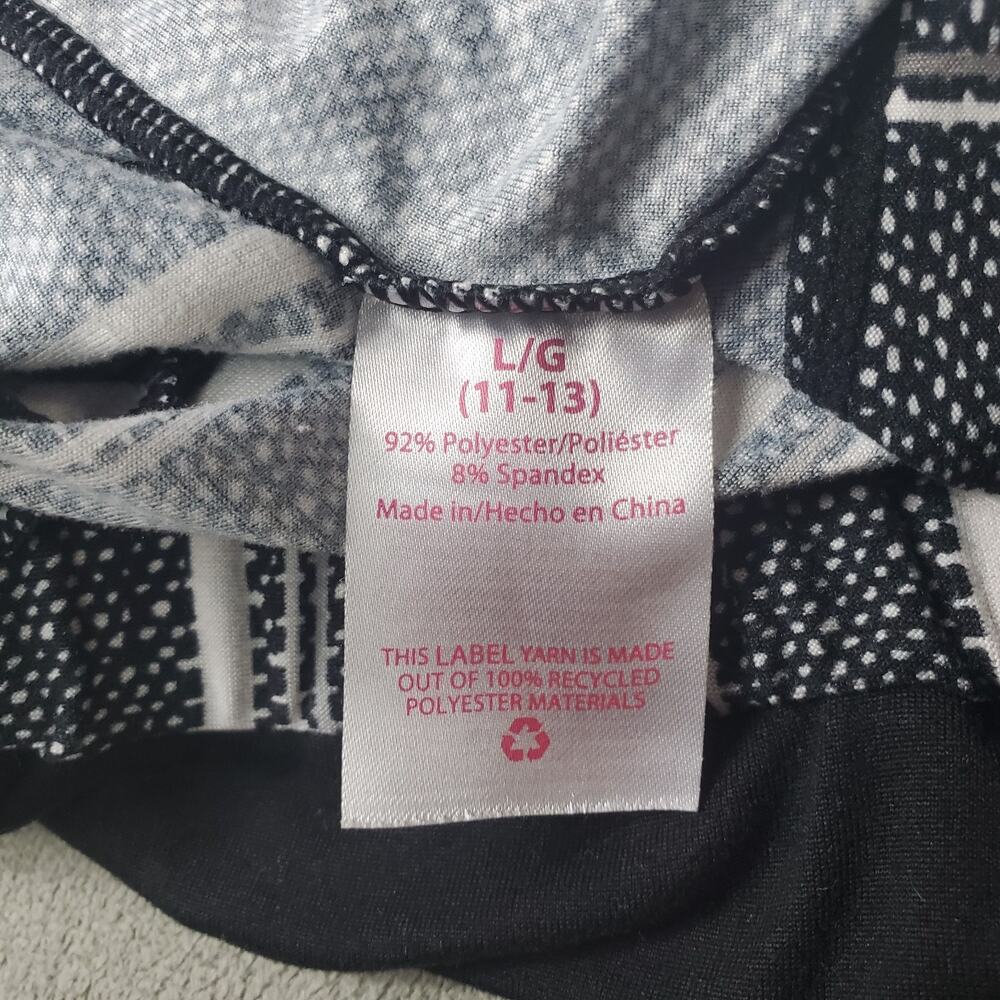 L/G
(11-13)
92% Polyester/Poliéster
8% Spandex
Made in/Hecho en China
THIS LABEL YARN IS MADE
OUT OF 100% RECYCLED
POLYESTER MATERIALS